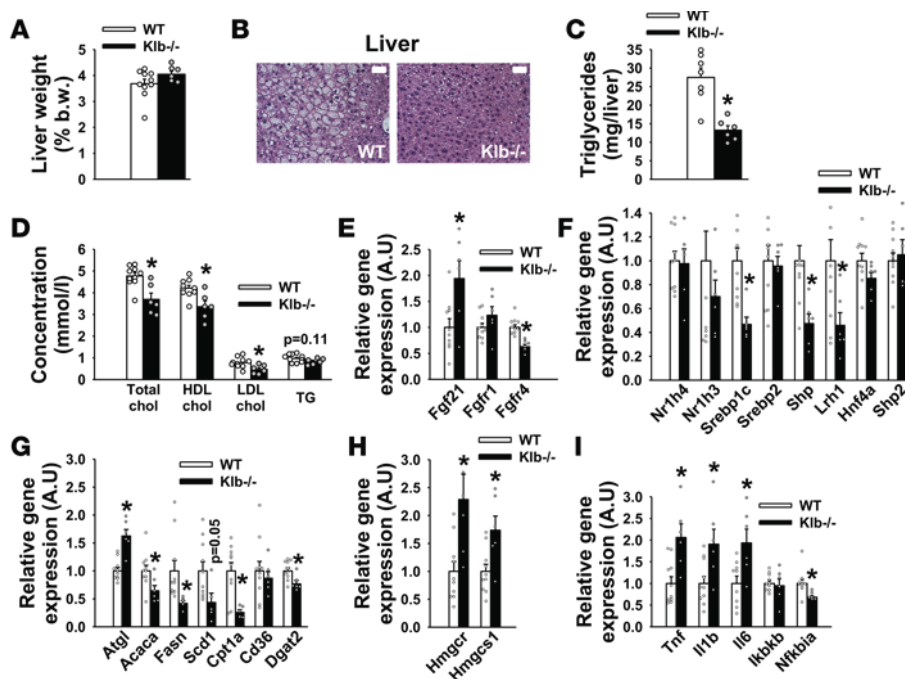 A
WT
Klb-/-
Liver weight
(% b.w.)
5
4
3
2
1
0
B
Liver
WT
Klb-/-
C
WT
Klb-/-
Triglycerides
(mg/liver)
35
30
25
20
15
10
5
0
*
D
WT
Klb-/-
Concentration
(mmol/l)
6
5
4
3
2
1
0
*
*
*
p=0.11
Total
chol
HDL
chol
LDL
chol
TG
E
WT
Klb-/-
Relative gene
expression (A.U)
2.5
2.0
1.5
1.0
0.5
0.0
*
*
Fgf21
Fgfr1
Fgfr4
F
WT
Klb-/-
Relative gene
expression (A.U)
1.4
1.2
1.0
0.8
0.6
0.4
0.2
0.0
*
*
*
Nr1h4
Nr1h3
Srebp1c
Srebp2
Shp
Lrh1
Hnf4a
Shp2
G
WT
Klb-/-
Relative gene
expression (A.U)
3.0
2.5
2.0
1.5
1.0
0.5
0.0
*
*
*
p=0.05
*
*
Atgl
Acaca
Fasn
Scd1
Cpt1a
Cd36
Dgat2
H
WT
Klb-/-
Relative gene
expression (A.U)
3.0
2.5
2.0
1.5
1.0
0.5
0.0
*
*
Hmgcr
Hmgcs1
I
WT
Klb-/-
Relative gene
expression (A.U)
3.0
2.5
2.0
1.5
1.0
0.5
0.0
*
*
*
*
Tnf
Il1b
Il6
Ikbkb
Nfkbia